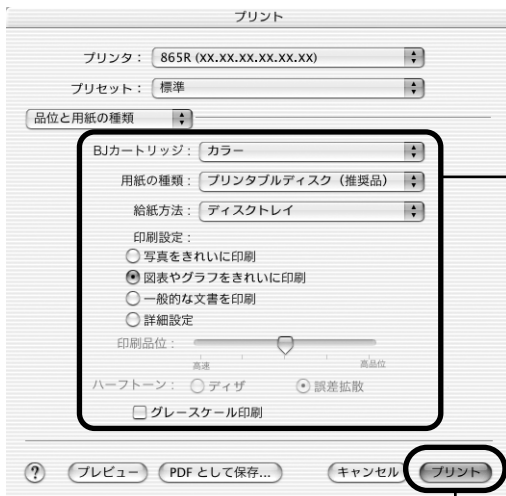 プリント
プリンタ： 865R (XX.XX.XX.XX.XX.XX)
プリセット： 標準
品位と用紙の種類
BJカートリッジ： カラー
用紙の種類： プリンタブルディスク（推奨品）
給紙方法： ディスクトレイ
印刷設定：
写真をきれいに印刷
図表やグラフをきれいに印刷
一般的な文書を印刷
詳細設定
印刷品位：
高速 高品位
ハーフトーン： ディザ 誤差拡散
グレースケール印刷
? プレビュー PDF として保存... キャンセル プリント